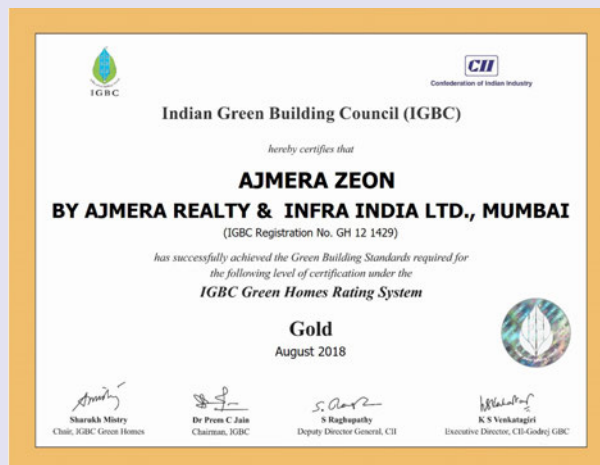 IGBC
CII
Confederation of Indian Industry
Indian Green Building Council (IGBC)
hereby certifies that
AJMERA ZEON
BY AJMERA REALTY & INFRA INDIA LTD., MUMBAI
(IGBC Registration No. GH 12 1429)
has successfully achieved the Green Building Standards required for
the following level of certification under the
IGBC Green Homes Rating System
Gold
August 2018
Sharukh Mistry
Chair, IGBC Green Homes
Dr Prem C Jain
Chairman, IGBC
S Raghupathy
Deputy Director General, CII
K S Venkatagiri
Executive Director, CII-Godrej GBC